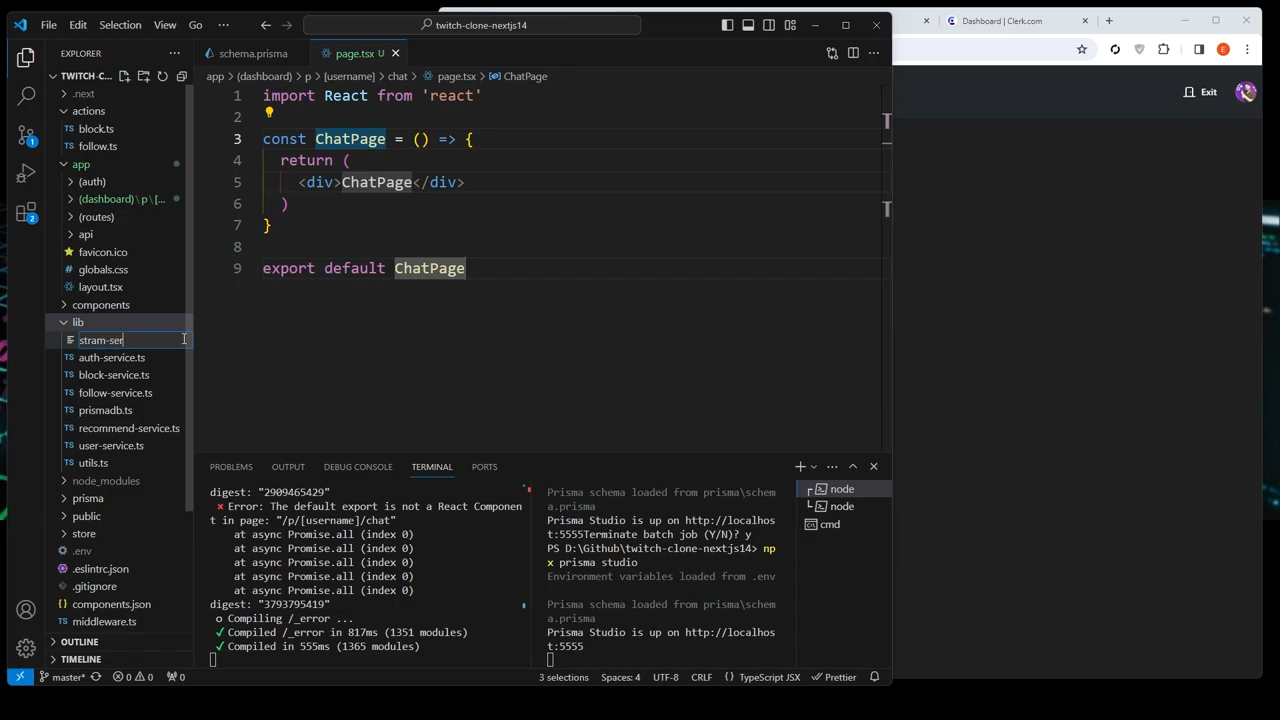 File Edit Selection View Go ··· twitch-clone-nextjs14
Dashboard | Clerk.com
EXPLORER ···
schema.prisma page.tsx U
TWITCH-C...
app > (dashboard) > p > [username] > chat > page.tsx > ChatPage
Exit
.next
actions
block.ts
follow.ts
app
(auth)
(dashboard)\p\[...
(routes)
api
favicon.ico
globals.css
layout.tsx
components
lib
stram-ser
auth-service.ts
block-service.ts
follow-service.ts
prismadb.ts
recommend-service.ts
user-service.ts
utils.ts
node_modules
prisma
public
store
.env
.eslintrc.json
.gitignore
components.json
middleware.ts
OUTLINE
TIMELINE
1 import React from 'react'
2
3 const ChatPage = () => {
4 return (
5 <div>ChatPage</div>
6 )
7 }
8
9 export default ChatPage
PROBLEMS OUTPUT DEBUG CONSOLE TERMINAL PORTS
digest: "2909465429"
Error: The default export is not a React Componen
t in page: "/p/[username]/chat"
at async Promise.all (index 0)
at async Promise.all (index 0)
at async Promise.all (index 0)
at async Promise.all (index 0)
at async Promise.all (index 0)
digest: "3793795419"
o Compiling /_error ...
✓ Compiled /_error in 817ms (1351 modules)
✓ Compiled in 555ms (1365 modules)
Prisma schema loaded from prisma\schem
a.prisma
Prisma Studio is up on http://localhos
t:5555Terminate batch job (Y/N)? y
PS D:\Github\twitch-clone-nextjs14> np
x prisma studio
Environment variables loaded from .env
Prisma schema loaded from prisma\schem
a.prisma
Prisma Studio is up on http://localhos
t:5555
node
node
cmd
master* 0 0 0 3 selections Spaces: 4 UTF-8 CRLF {} TypeScript JSX Prettier
1
2
E